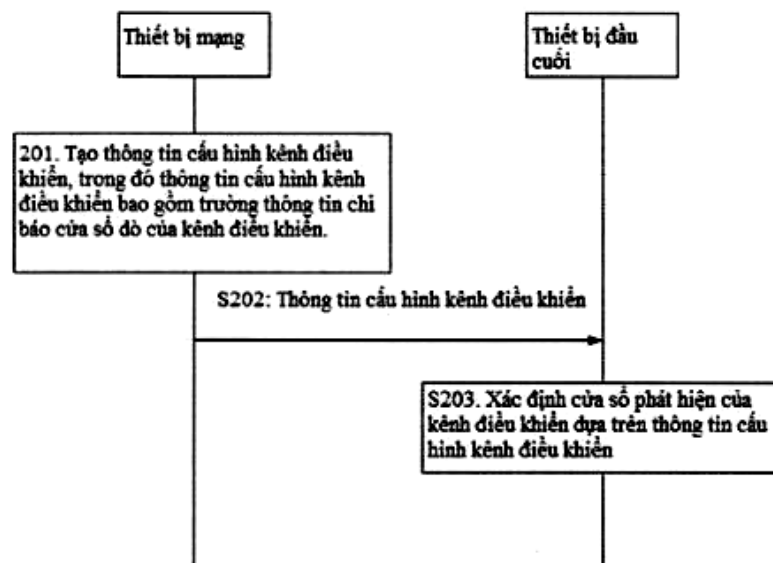 Thiết bị mạng
Thiết bị đầu
cuối
201. Tạo thông tin cấu hình kênh điều
khiển, trong đó thông tin cấu hình kênh
điều khiển bao gồm trường thông tin chỉ
báo cửa sổ dò của kênh điều khiển.
S202: Thông tin cấu hình kênh điều khiển
S203. Xác định cửa sổ phát hiện của
kênh điều khiển dựa trên thông tin cấu
hình kênh điều khiển